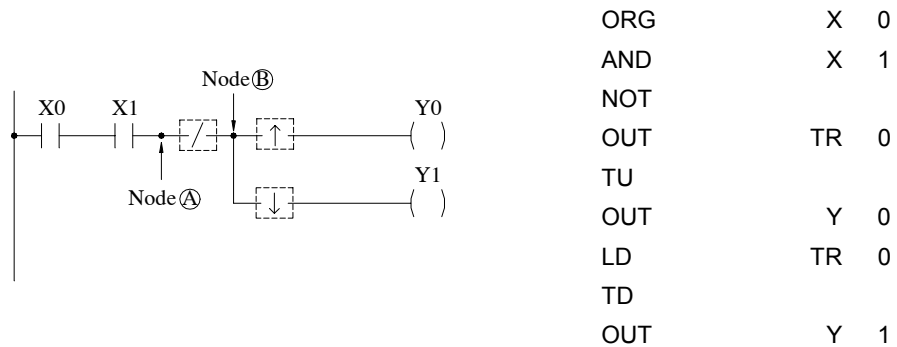 Node Ⓑ
X0 X1 Y0
Y1
Node Ⓐ
ORG X 0
AND X 1
NOT
OUT TR 0
TU
OUT Y 0
LD TR 0
TD
OUT Y 1